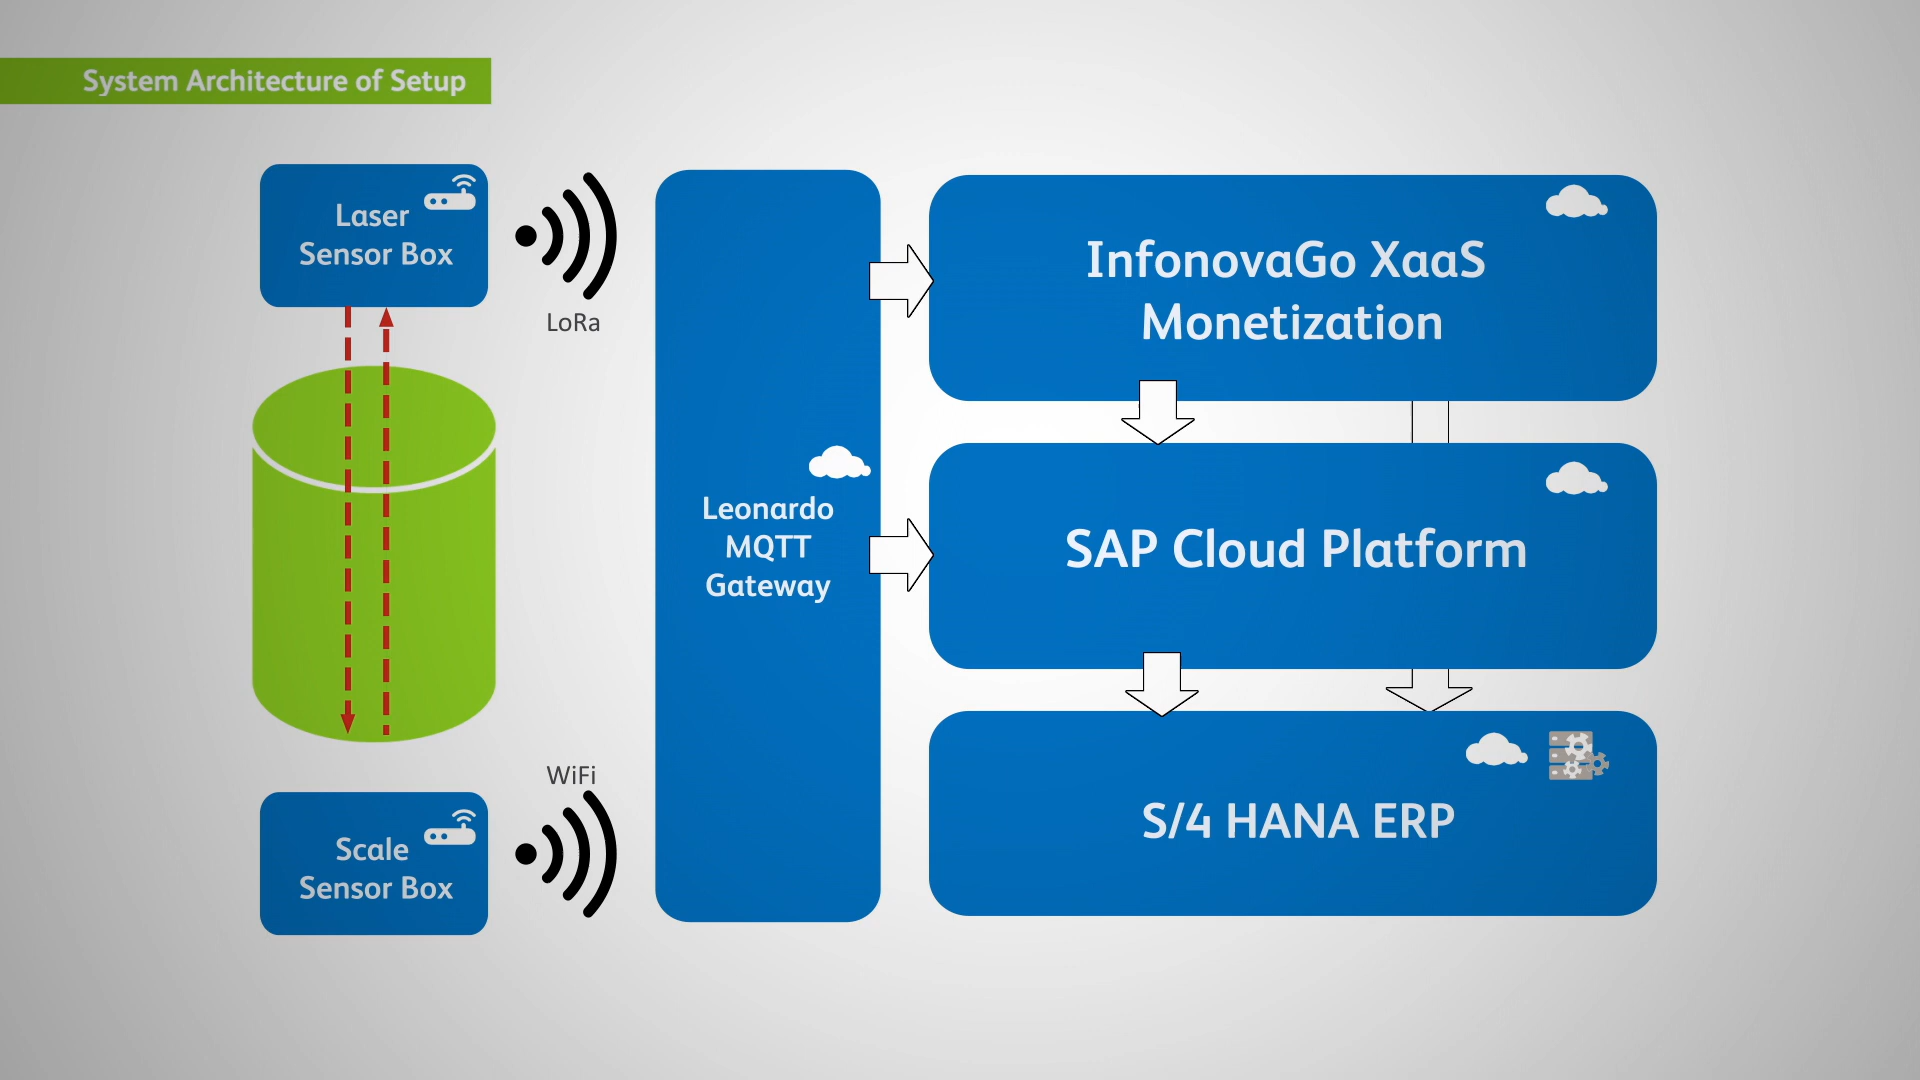 System Architecture of Setup
Laser
Sensor Box
LoRa
InfonovaGo XaaS
Monetization
Leonardo
MQTT
Gateway
SAP Cloud Platform
WiFi
Scale
Sensor Box
S/4 HANA ERP